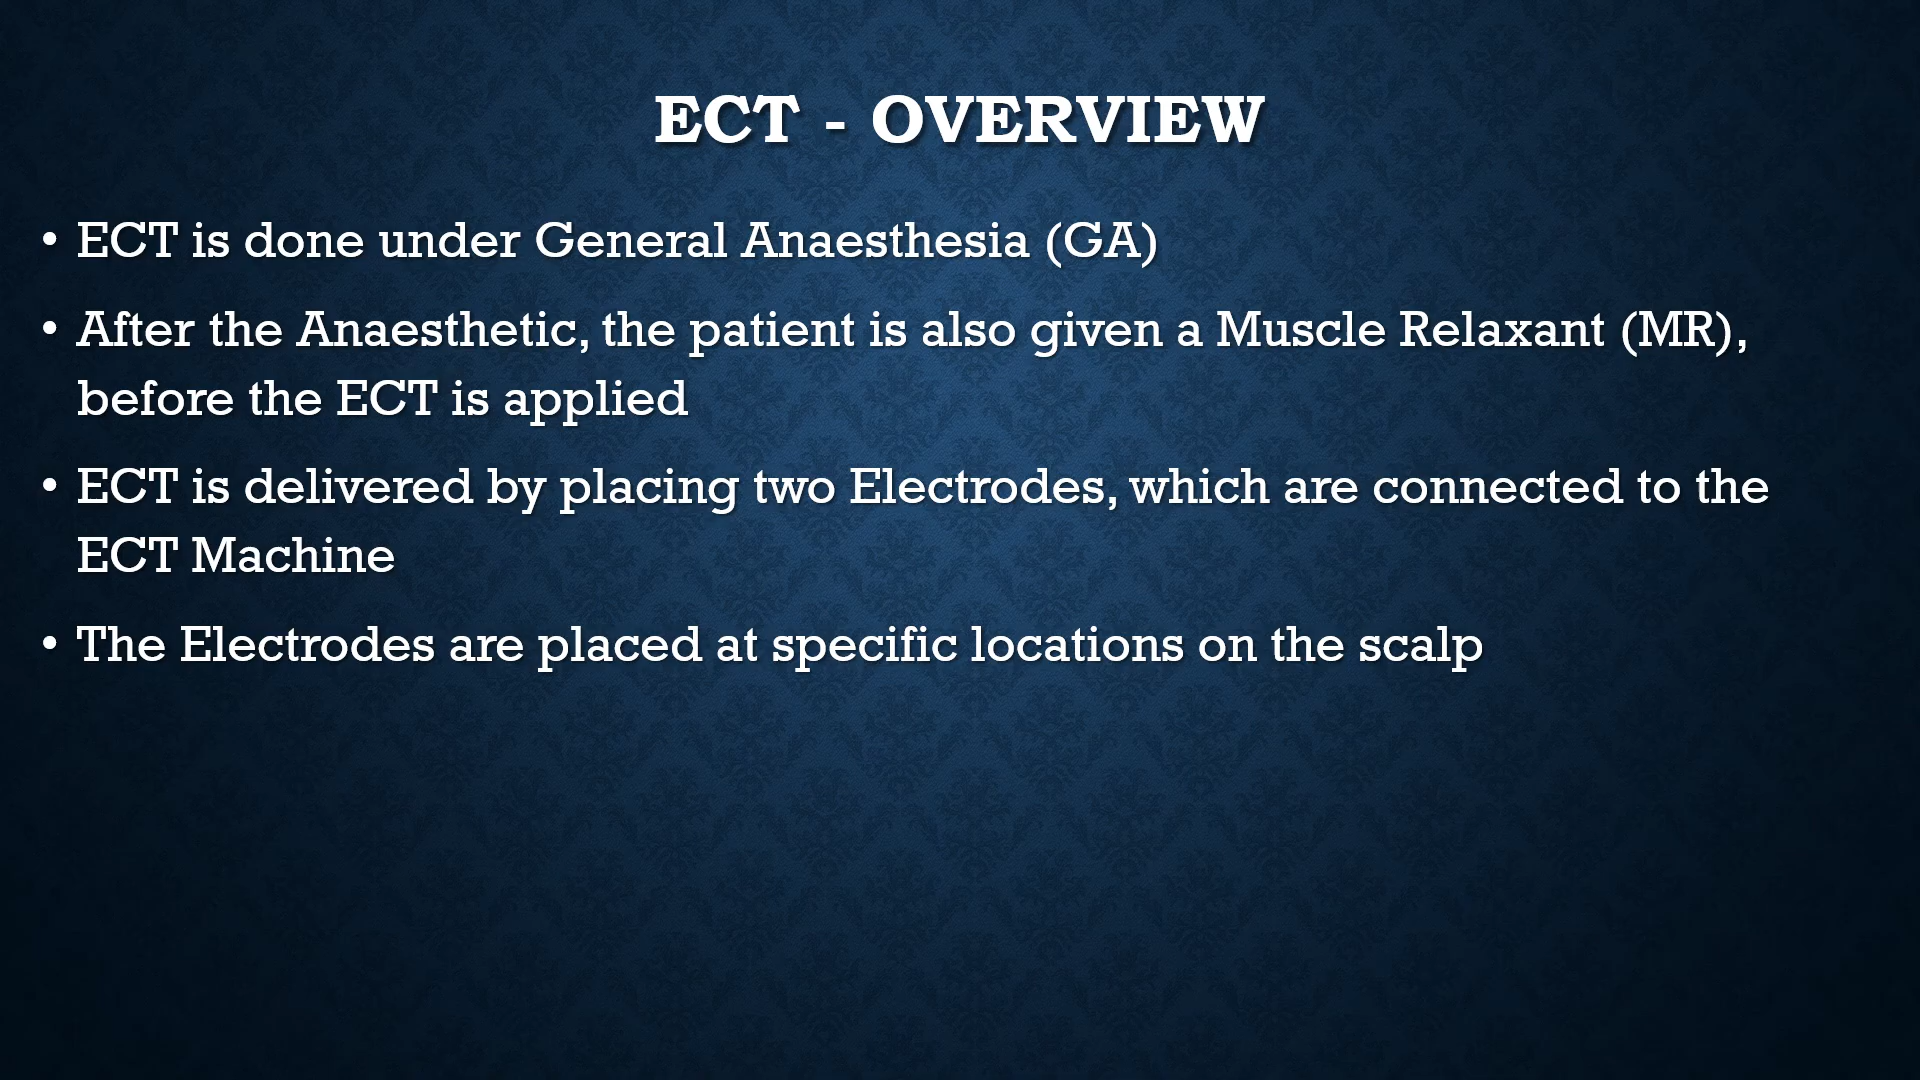 ECT - OVERVIEW
• ECT is done under General Anaesthesia (GA)
• After the Anaesthetic, the patient is also given a Muscle Relaxant (MR),
before the ECT is applied
• ECT is delivered by placing two Electrodes, which are connected to the
ECT Machine
• The Electrodes are placed at specific locations on the scalp